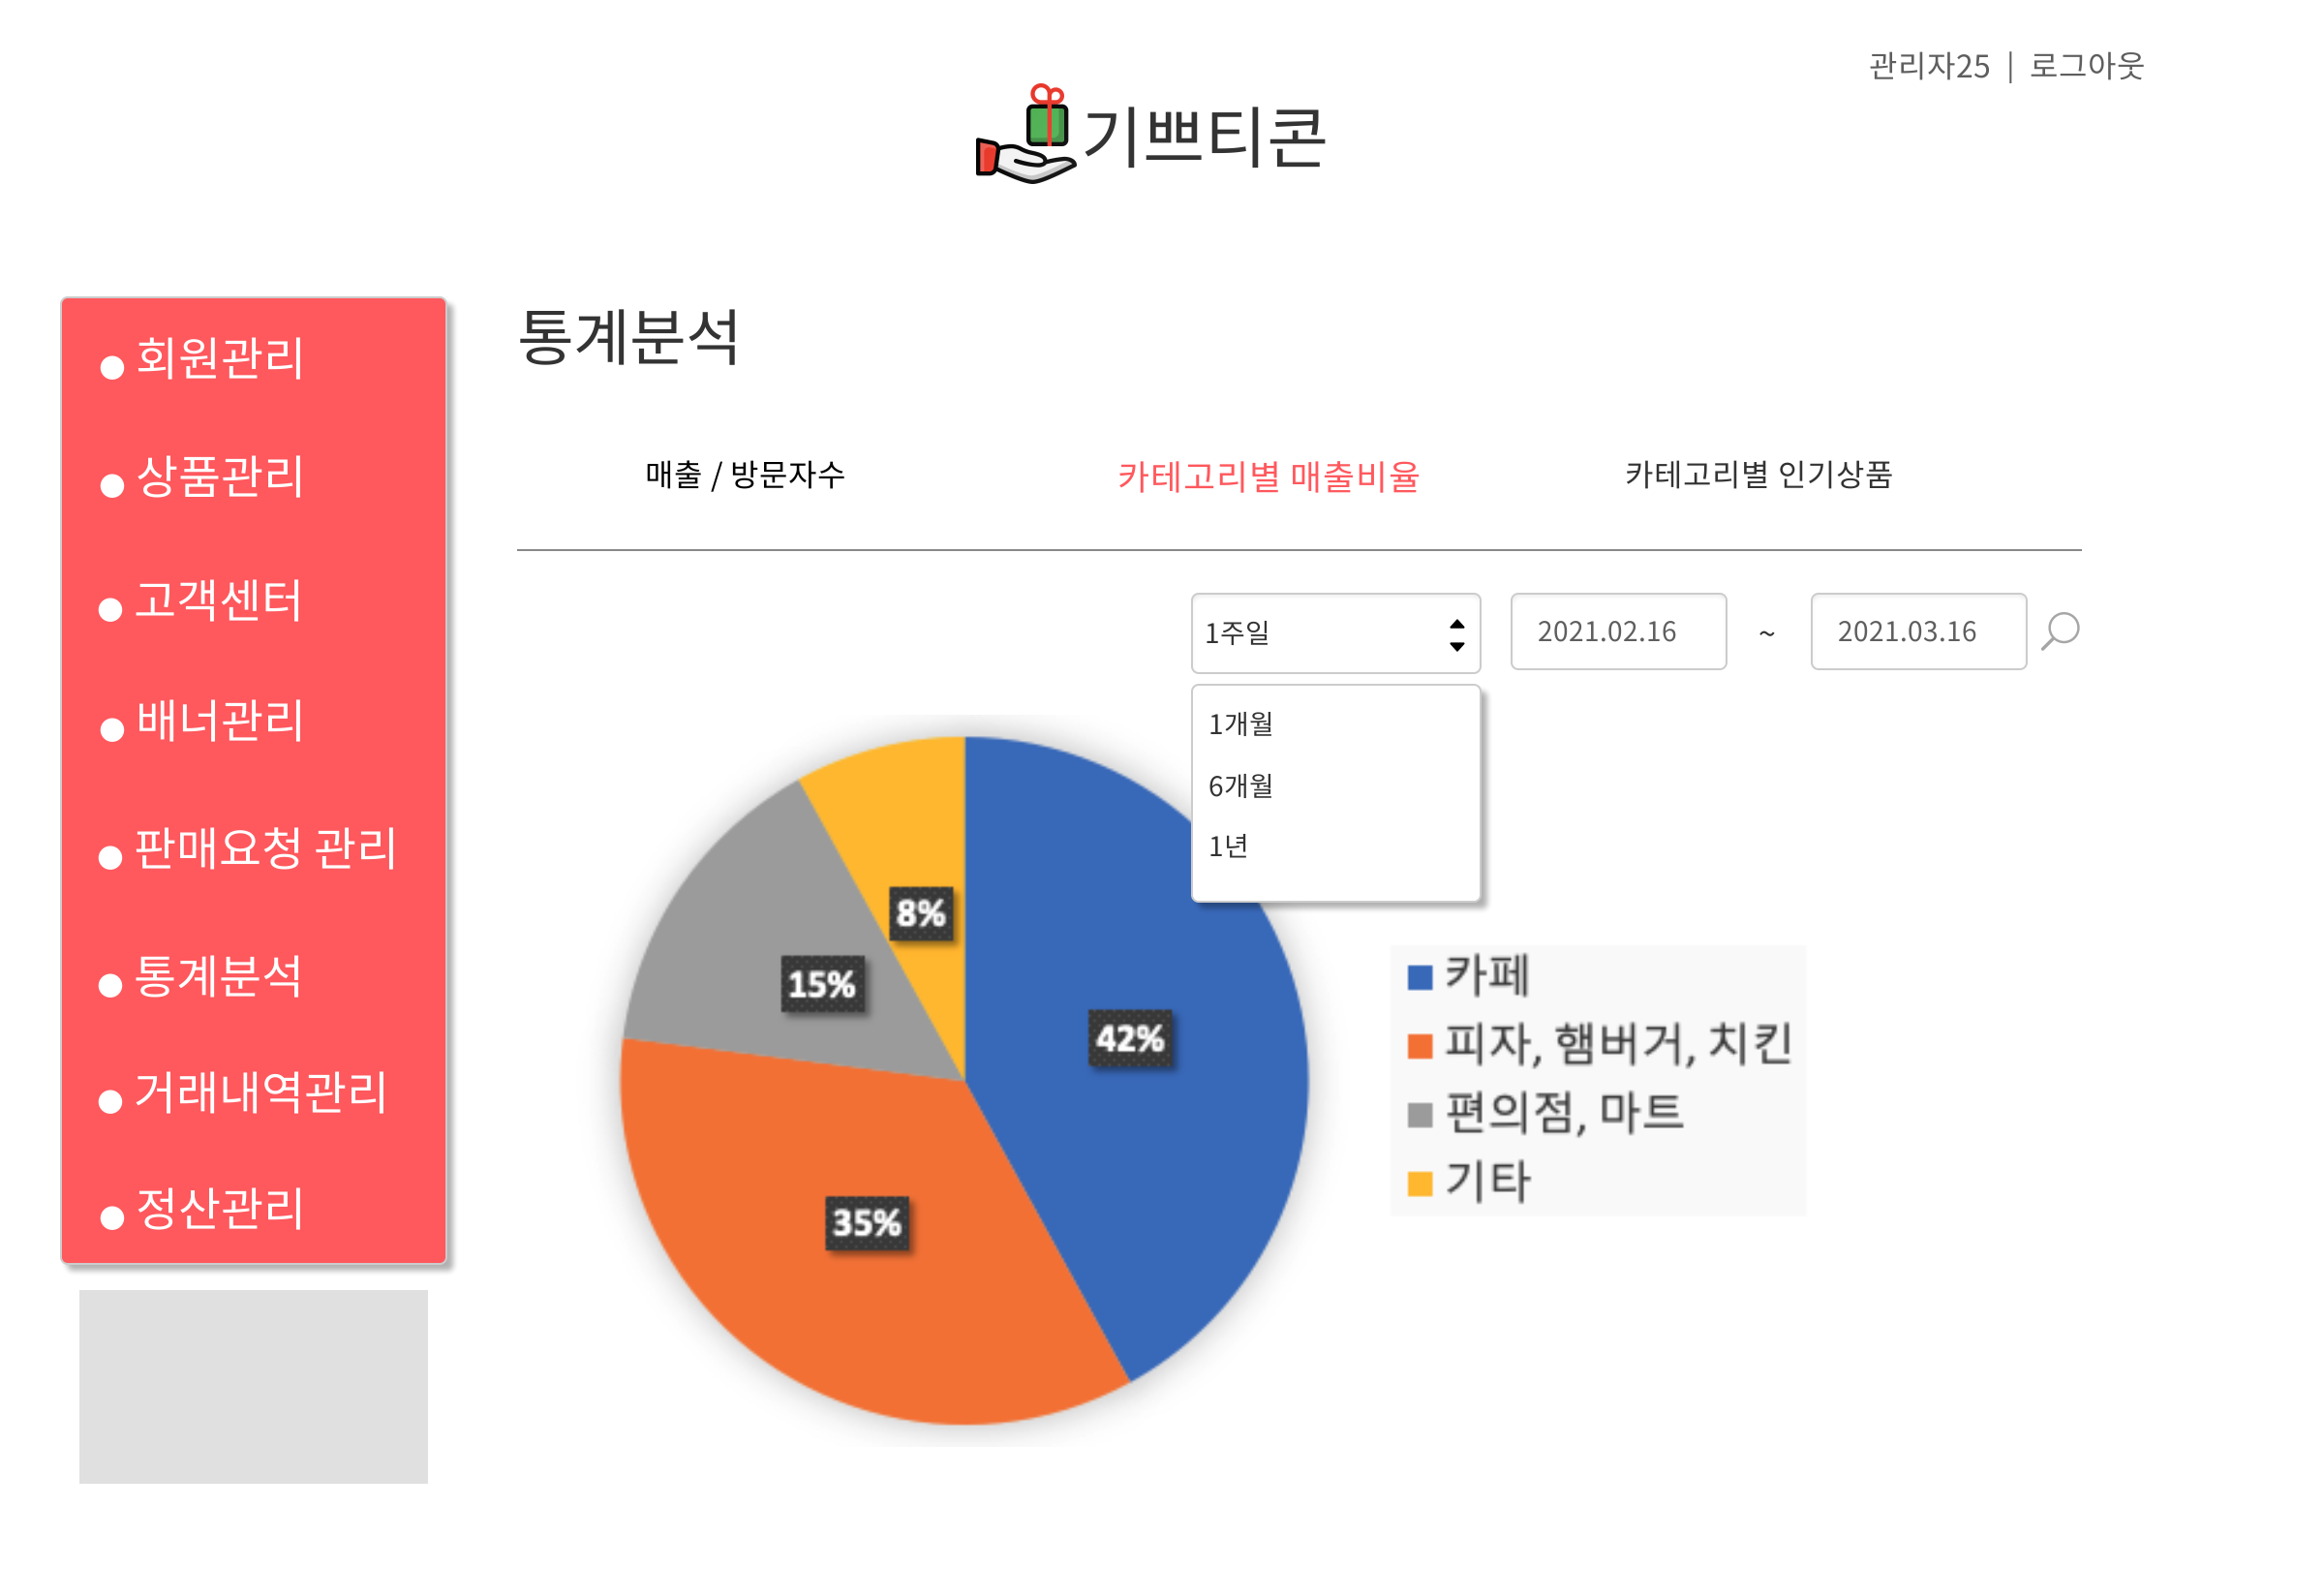 관리자25 | 로그아웃
기쁘티콘
회원관리
상품관리
고객센터
배너관리
판매요청 관리
통계분석
거래내역관리
정산관리
통계분석
매출 / 방문자수
카테고리별 매출비율
카테고리별 인기상품
1주일
2021.02.16 ~ 2021.03.16
1개월
6개월
1년
8%
15%
42%
35%
카페
피자, 햄버거, 치킨
편의점, 마트
기타